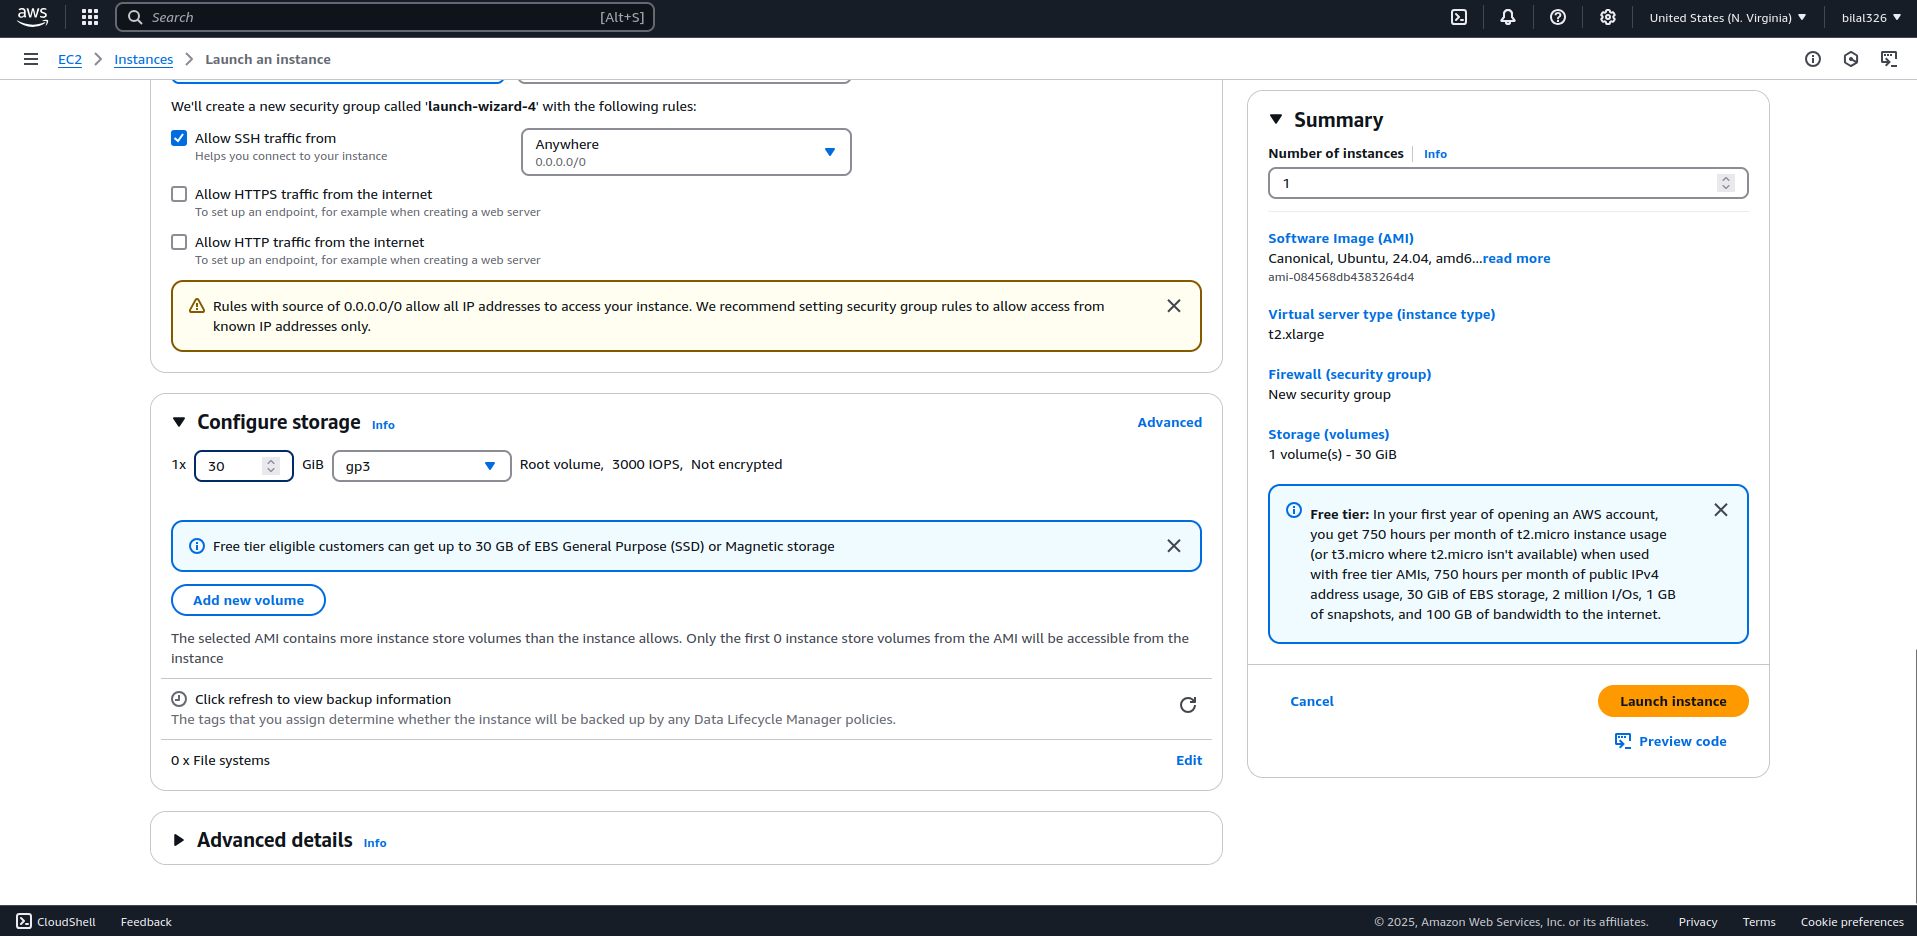 aws
Search
[Alt+S]
United States (N. Virginia)
bilal326
EC2
Instances
Launch an instance
We'll create a new security group called 'launch-wizard-4' with the following rules:
Allow SSH traffic from
Helps you connect to your instance
Anywhere
0.0.0.0/0
Allow HTTPS traffic from the internet
To set up an endpoint, for example when creating a web server
Allow HTTP traffic from the internet
To set up an endpoint, for example when creating a web server
Rules with source of 0.0.0.0/0 allow all IP addresses to access your instance. We recommend setting security group rules to allow access from
known IP addresses only.
Configure storage Info
Advanced
1x 30 GiB gp3 Root volume, 3000 IOPS, Not encrypted
Free tier eligible customers can get up to 30 GB of EBS General Purpose (SSD) or Magnetic storage
Add new volume
The selected AMI contains more instance store volumes than the instance allows. Only the first 0 instance store volumes from the AMI will be accessible from the
instance
Click refresh to view backup information
The tags that you assign determine whether the instance will be backed up by any Data Lifecycle Manager policies.
0 x File systems
Edit
Advanced details Info
Summary
Number of instances Info
1
Software Image (AMI)
Canonical, Ubuntu, 24.04, amd6...read more
ami-084568db4383264d4
Virtual server type (instance type)
t2.xlarge
Firewall (security group)
New security group
Storage (volumes)
1 volume(s) - 30 GiB
Free tier: In your first year of opening an AWS account,
you get 750 hours per month of t2.micro instance usage
(or t3.micro where t2.micro isn't available) when used
with free tier AMIs, 750 hours per month of public IPv4
address usage, 30 GiB of EBS storage, 2 million I/Os, 1 GB
of snapshots, and 100 GB of bandwidth to the internet.
Cancel
Launch instance
Preview code
CloudShell
Feedback
© 2025, Amazon Web Services, Inc. or its affiliates.
Privacy
Terms
Cookie preferences